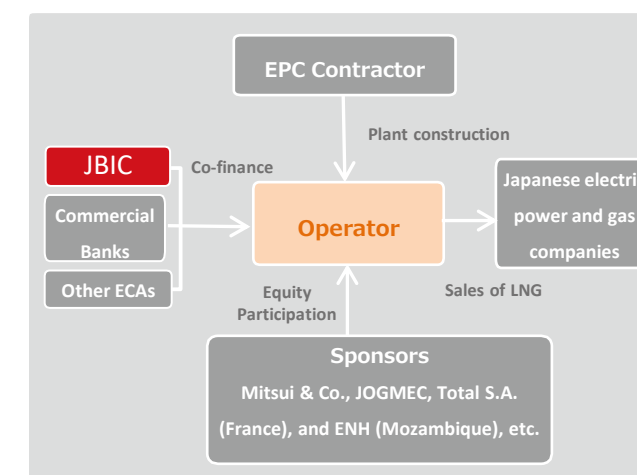 EPC Contractor
Plant construction
JBIC
Co-finance
Commercial
Banks
Other ECAs
Operator
Japanese electri
power and gas
companies
Sales of LNG
Equity
Participation
Sponsors
Mitsui & Co., JOGMEC, Total S.A.
(France), and ENH (Mozambique), etc.